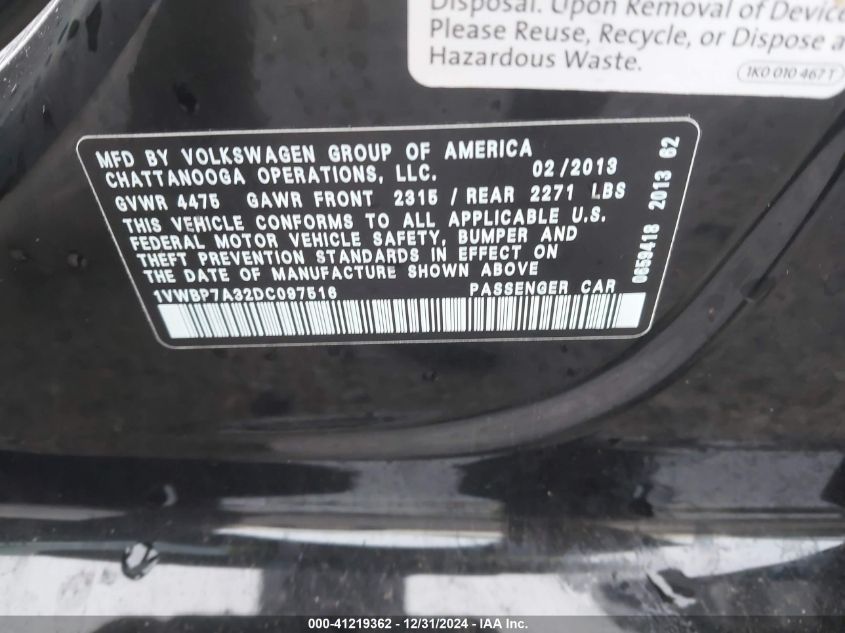 Disposal. Upon Removal of Device
Please Reuse, Recycle, or Dispose a
Hazardous Waste.
1K0 010 467 T
MFD BY VOLKSWAGEN GROUP OF AMERICA
CHATTANOOGA OPERATIONS, LLC. 02/2013
GVWR 4475 GAWR FRONT 2315 / REAR 2271 LBS
THIS VEHICLE CONFORMS TO ALL APPLICABLE U.S.
FEDERAL MOTOR VEHICLE SAFETY, BUMPER AND
THEFT PREVENTION STANDARDS IN EFFECT ON
THE DATE OF MANUFACTURE SHOWN ABOVE
1VWBP7A32DC097516 PASSENGER CAR
0659418 2013 62
000-41219362 - 12/31/2024 - IAA Inc.